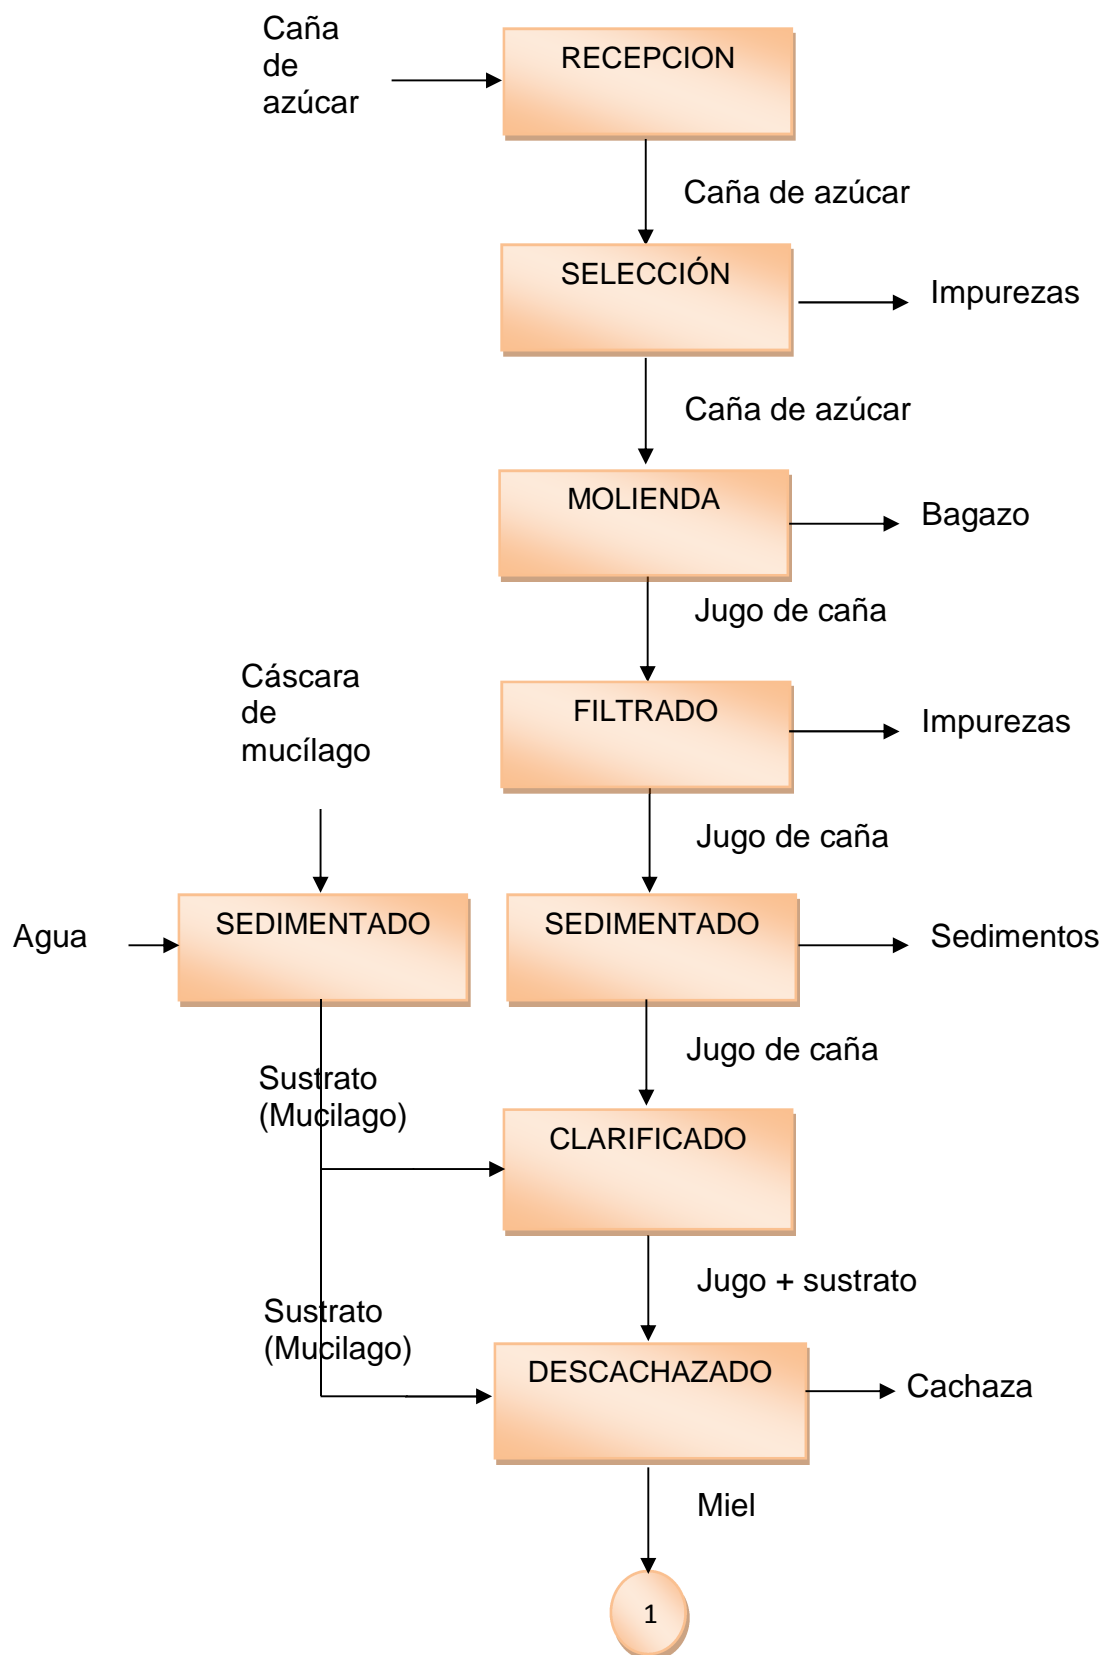 Caña
de
azúcar
RECEPCION
Caña de azúcar
SELECCIÓN
Impurezas
Caña de azúcar
MOLIENDA
Bagazo
Jugo de caña
Cáscara
de
mucílago
FILTRADO
Impurezas
Jugo de caña
Agua
SEDIMENTADO
SEDIMENTADO
Sedimentos
Jugo de caña
Sustrato
(Mucilago)
CLARIFICADO
Jugo + sustrato
Sustrato
(Mucilago)
DESCACHAZADO
Cachaza
Miel
1